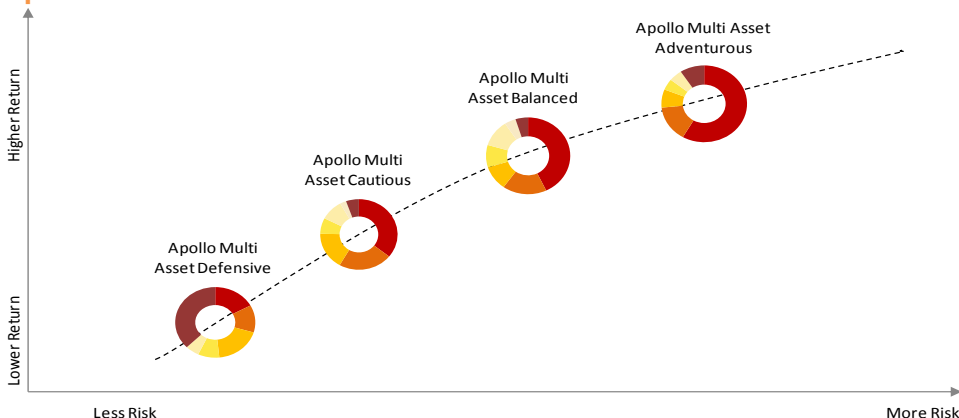 Apollo Multi Asset
Adventurous
Apollo Multi
Asset Balanced
Apollo Multi
Asset Cautious
Apollo Multi
Asset Defensive
Higher Return
Lower Return
Less Risk
More Risk